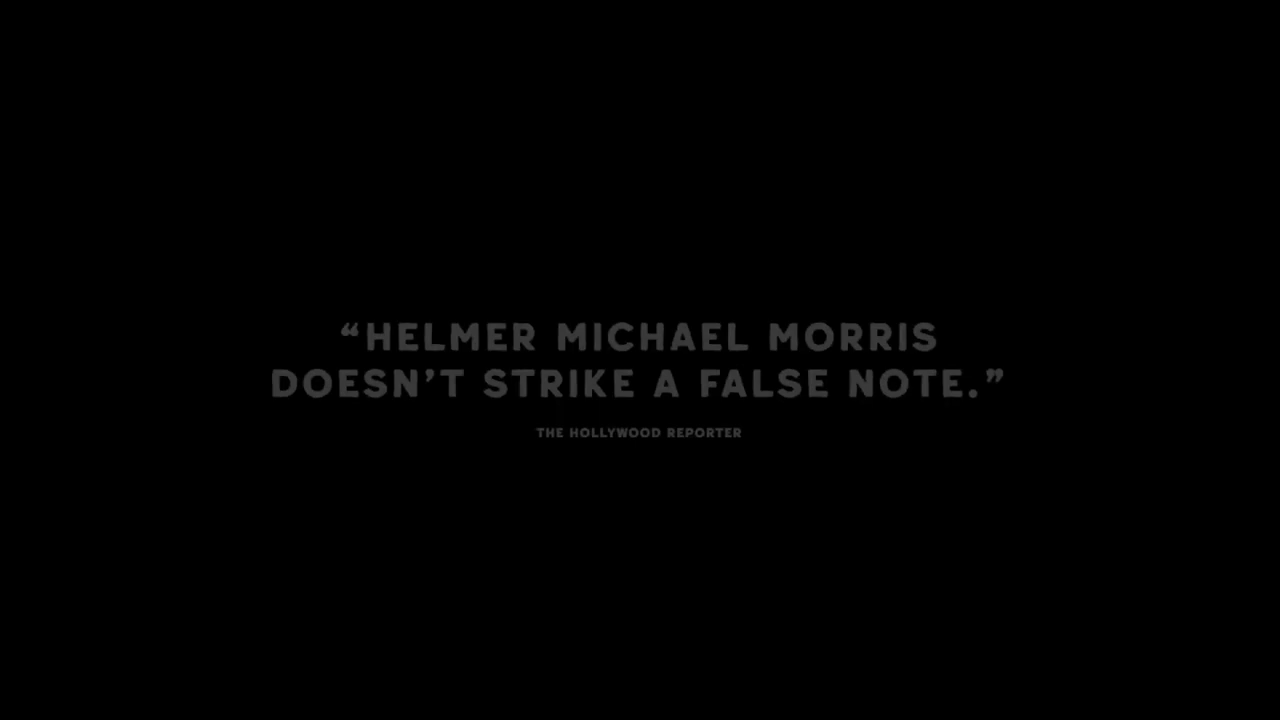 “HELMER MICHAEL MORRIS
DOESN’T STRIKE A FALSE NOTE.”
THE HOLLYWOOD REPORTER